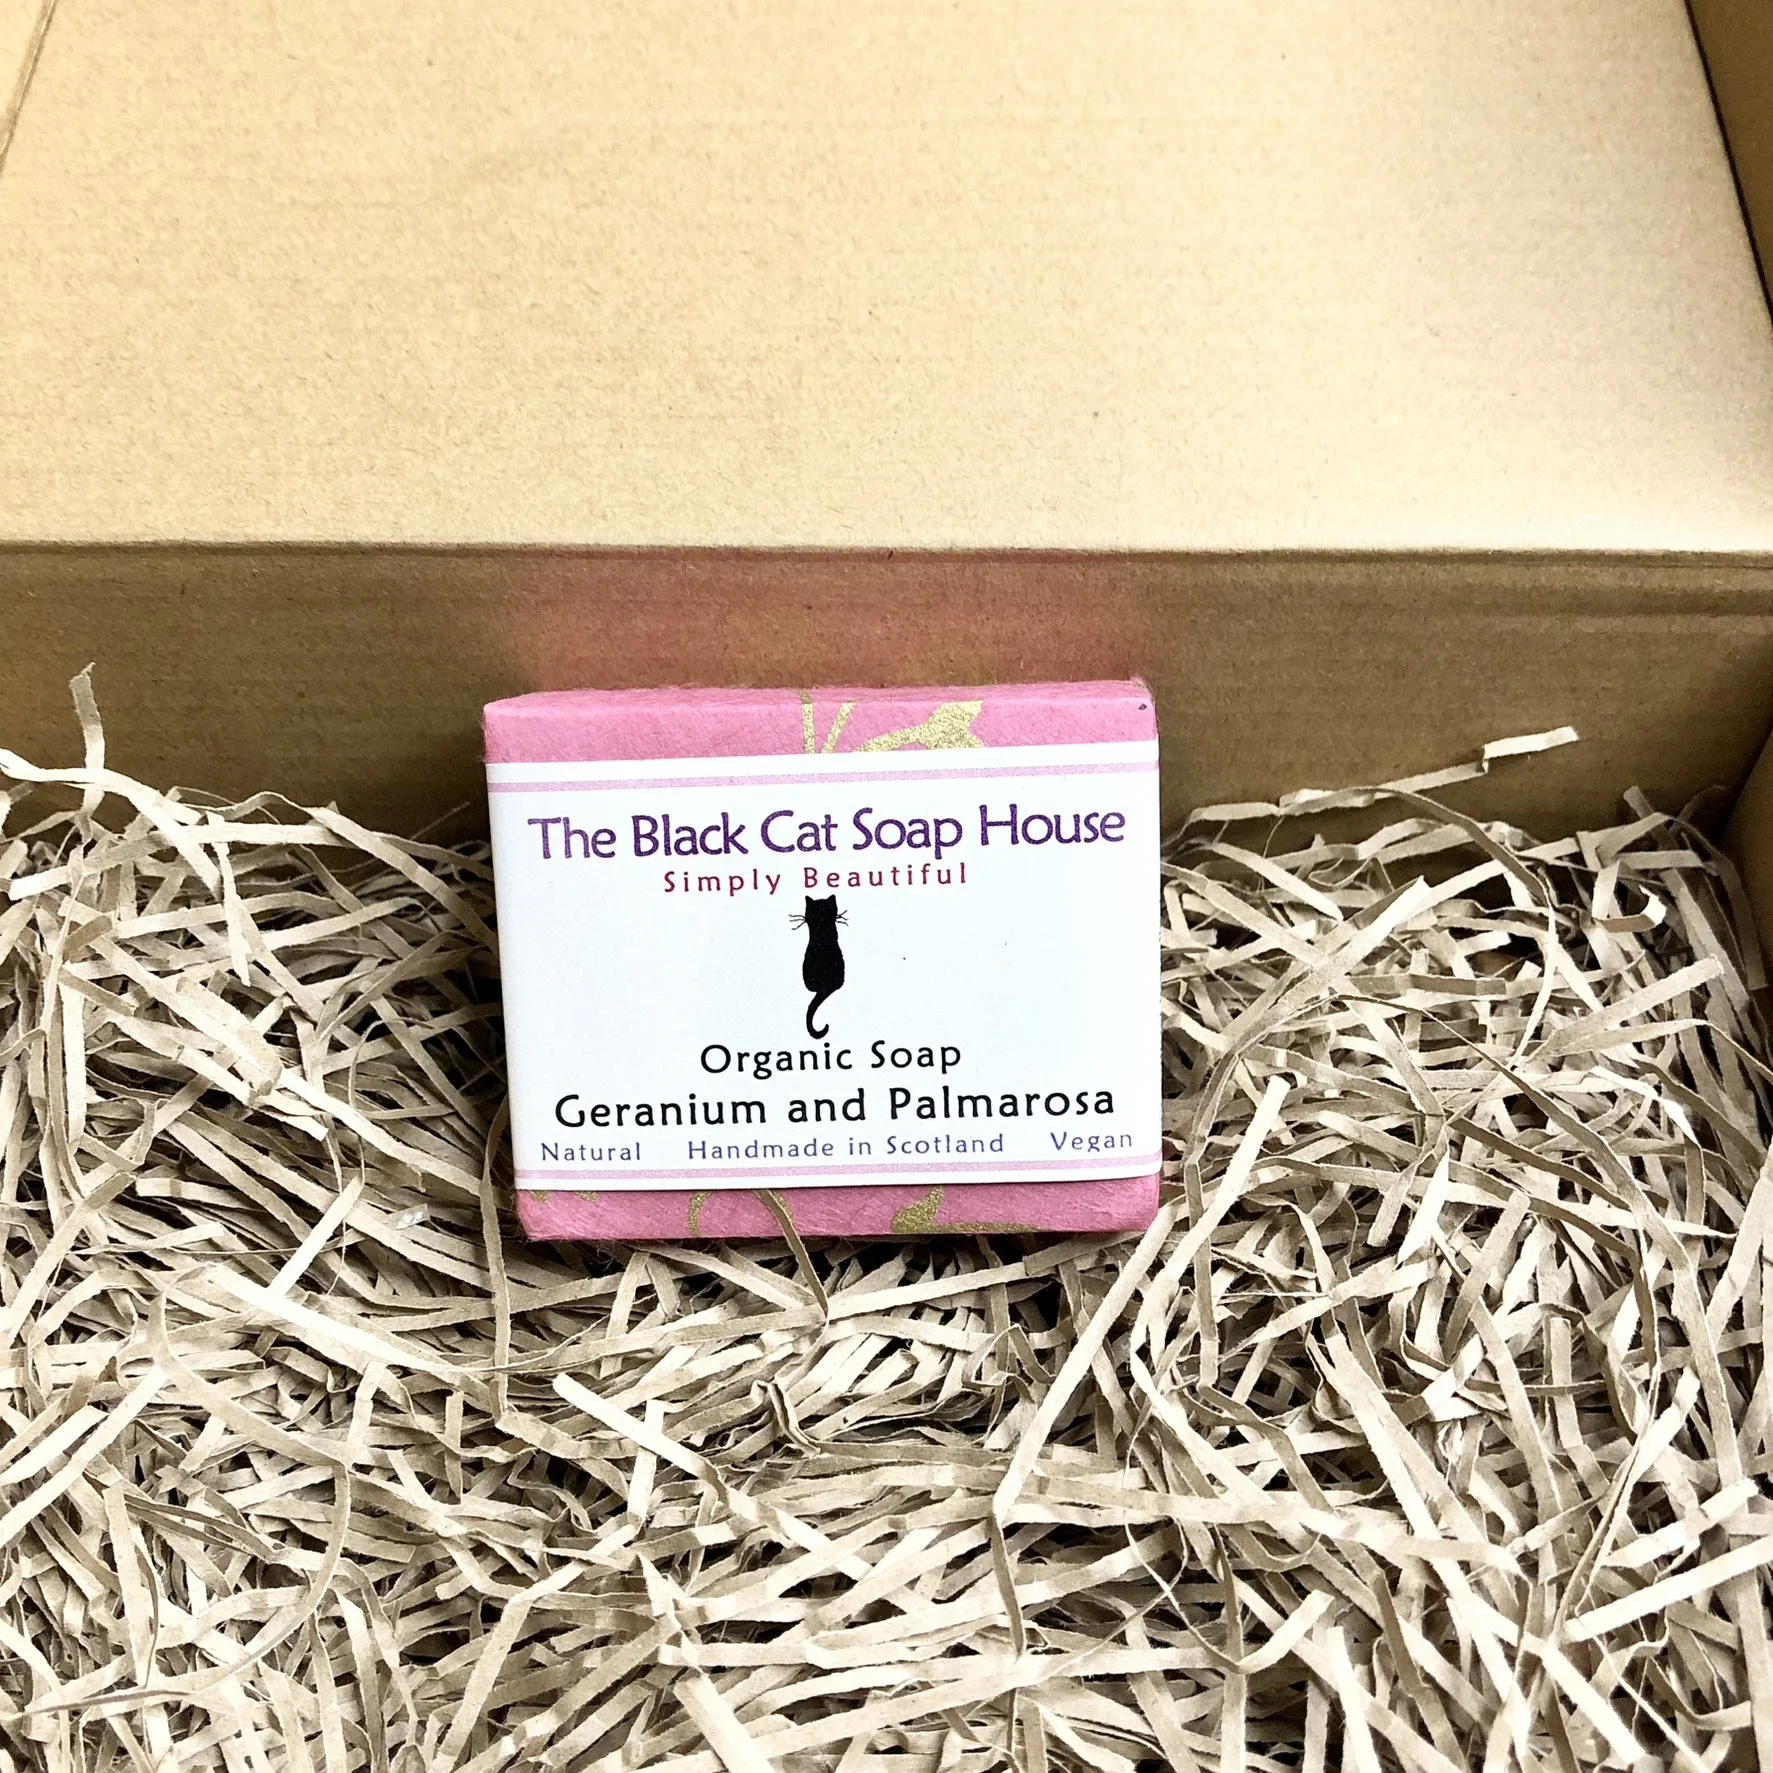 The Black Cat Soap House
Simply Beautiful
Organic Soap
Geranium and Palmarosa
Natural Handmade in Scotland Vegan